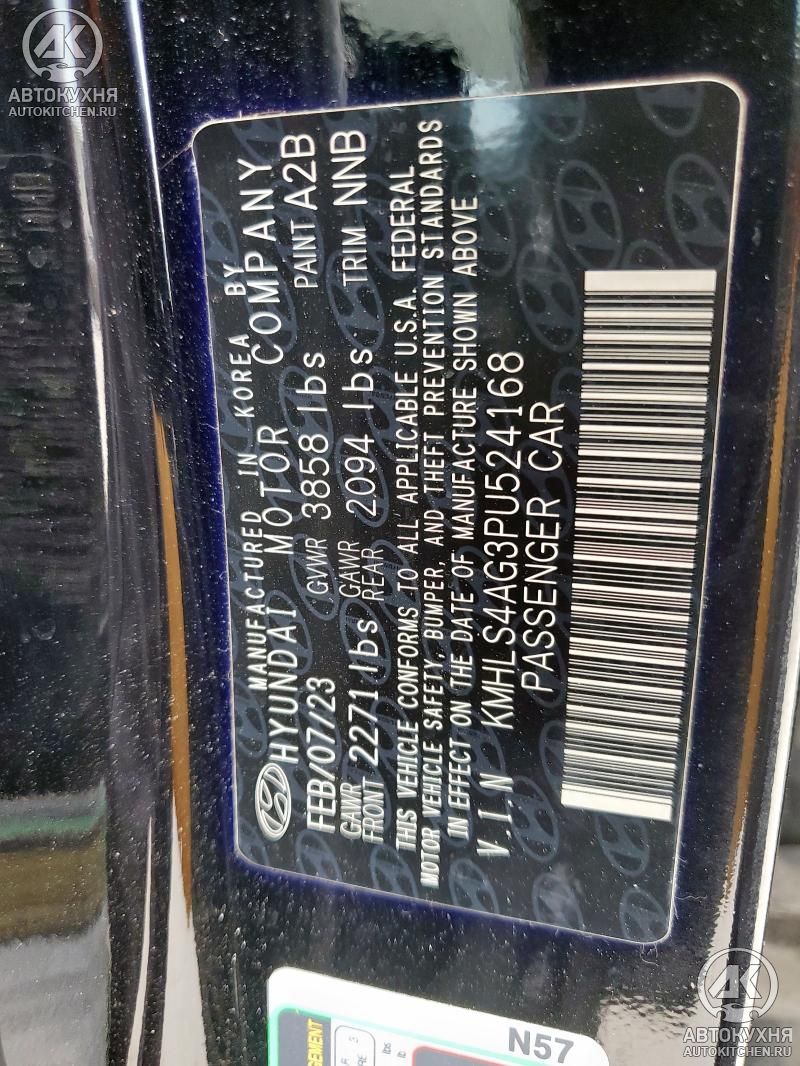 АВТОКУХНЯ
AUTOKITCHEN.RU
MANUFACTURED IN KOREA BY
HYUNDAI MOTOR COMPANY
FEB/07/23 GVWR 3858 lbs PAINT A2B
GAWR FRONT 2271 lbs GAWR REAR 2094 lbs TRIM NNB
THIS VEHICLE CONFORMS TO ALL APPLICABLE U.S.A. FEDERAL
MOTOR VEHICLE SAFETY, BUMPER, AND THEFT PREVENTION STANDARDS
IN EFFECT ON THE DATE OF MANUFACTURE SHOWN ABOVE
V.I.N KMHLS4AG3PU524168
PASSENGER CAR
N57
АВТОКУХНЯ
AUTOKITCHEN.RU